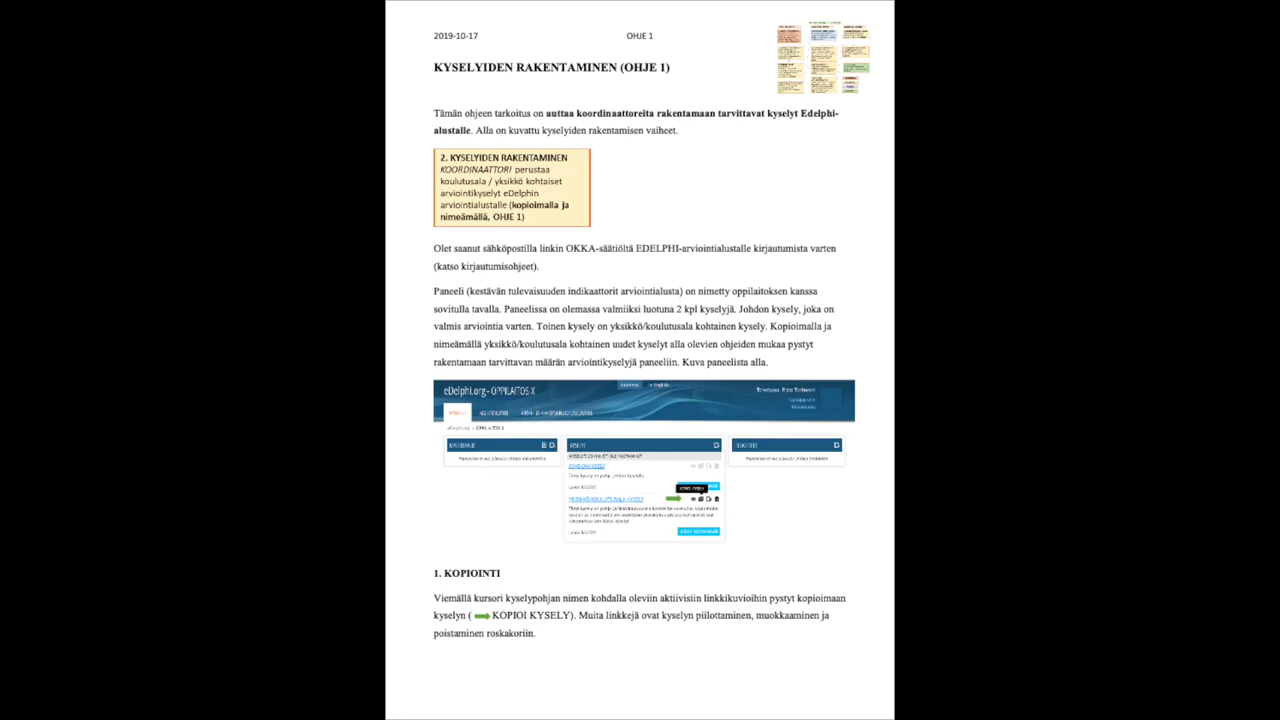 2019-10-17
OHJE 1
KYSELYIDEN RAKENTAMINEN (OHJE 1)
Tämän ohjeen tarkoitus on auttaa koordinaattoreita rakentamaan tarvittavat kyselyt Edelphi-
alustalle. Alla on kuvattu kyselyiden rakentamisen vaiheet.
2. KYSELYIDEN RAKENTAMINEN
KOORDINAATTORI perustaa
koulutusala / yksikkö kohtaiset
arviointikyselyt eDelphin
arviointialustalle (kopioimalla ja
nimeämällä, OHJE 1)
Olet saanut sähköpostilla linkin OKKA-säätiöltä EDELPHI-arviointialustalle kirjautumista varten
(katso kirjautumisohjeet).
Paneeli (kestävän tulevaisuuden indikaattorit arviointialusta) on nimetty oppilaitoksen kanssa
sovitulla tavalla. Paneelissa on olemassa valmiiksi luotuna 2 kpl kyselyjä. Johdon kysely, joka on
valmis arviointia varten. Toinen kysely on yksikkö/koulutusala kohtainen kysely. Kopioimalla ja
nimeämällä yksikkö/koulutusala kohtainen uudet kyselyt alla olevien ohjeiden mukaa pystyt
rakentamaan tarvittavan määrän arviointikyselyjä paneeliin. Kuva paneelista alla.
eDelphi.org - OPPILAITOS X
KYSELYT
JOHDON KYSELY
YKSIKKÖ/KOULUTUSALA KYSELY
1. KOPIOINTI
Viemällä kursori kyselypohjan nimen kohdalla oleviin aktiivisiin linkkikuvioihin pystyt kopioimaan
kyselyn ( KOPIOI KYSELY). Muita linkkejä ovat kyselyn piilottaminen, muokkaaminen ja
poistaminen roskakoriin.